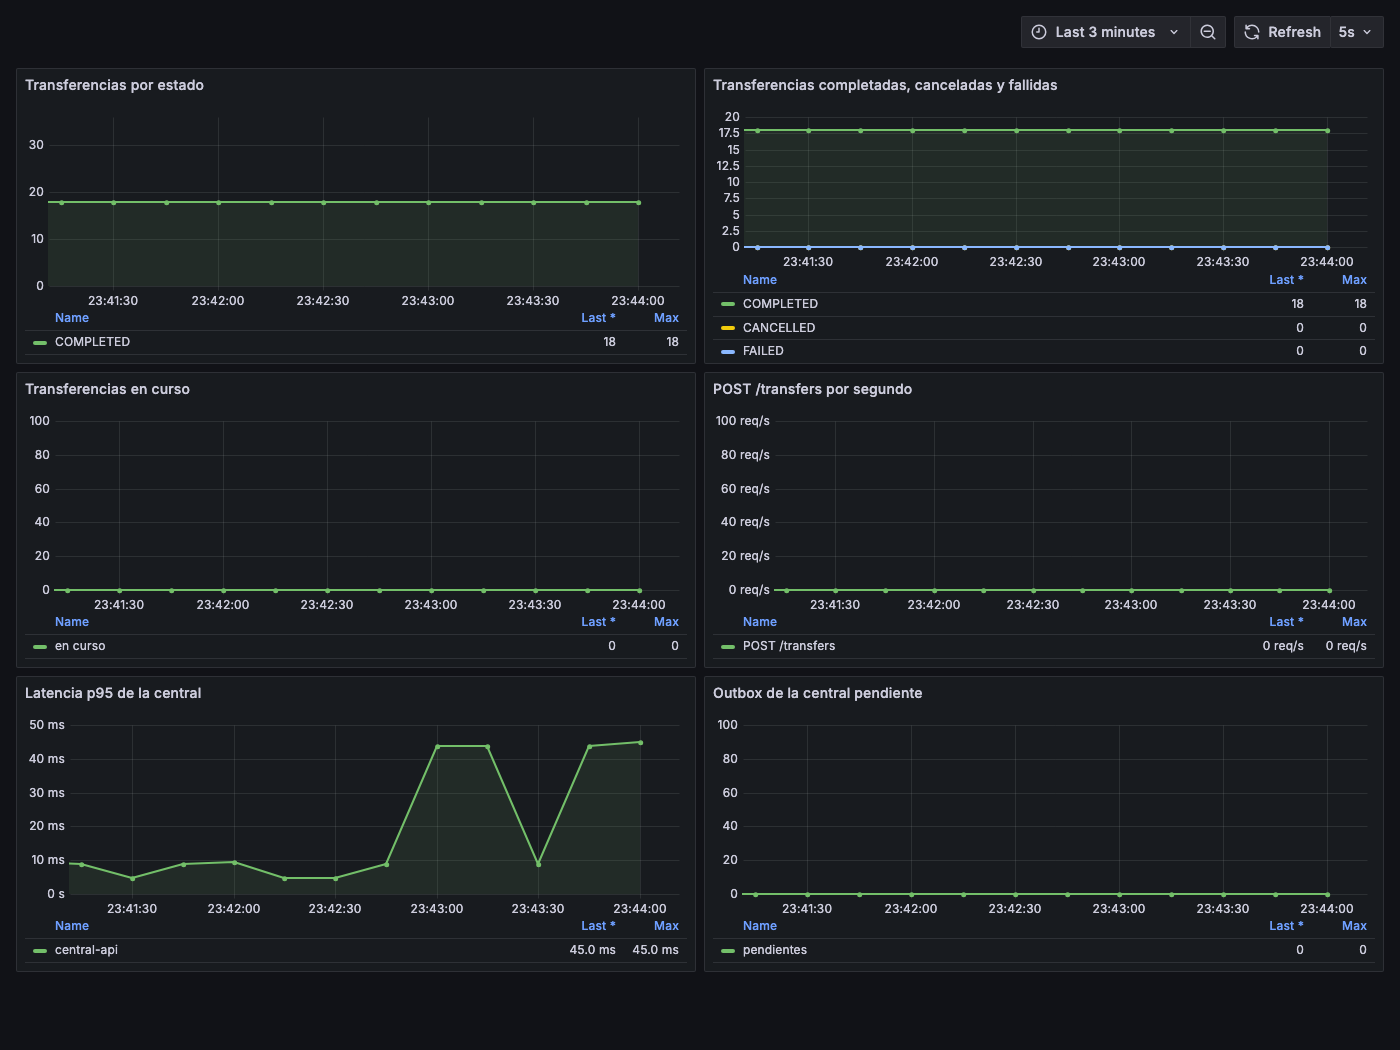 Last 3 minutes
Refresh
5s
Transferencias por estado
30
20
10
0
23:41:30 23:42:00 23:42:30 23:43:00 23:43:30 23:44:00
Name Last * Max
COMPLETED 18 18
Transferencias completadas, canceladas y fallidas
20
17.5
15
12.5
10
7.5
5
2.5
0
23:41:30 23:42:00 23:42:30 23:43:00 23:43:30 23:44:00
Name Last * Max
COMPLETED 18 18
CANCELLED 0 0
FAILED 0 0
Transferencias en curso
100
80
60
40
20
0
23:41:30 23:42:00 23:42:30 23:43:00 23:43:30 23:44:00
Name Last * Max
en curso 0 0
POST /transfers por segundo
100 req/s
80 req/s
60 req/s
40 req/s
20 req/s
0 req/s
23:41:30 23:42:00 23:42:30 23:43:00 23:43:30 23:44:00
Name Last * Max
POST /transfers 0 req/s 0 req/s
Latencia p95 de la central
50 ms
40 ms
30 ms
20 ms
10 ms
0 s
23:41:30 23:42:00 23:42:30 23:43:00 23:43:30 23:44:00
Name Last * Max
central-api 45.0 ms 45.0 ms
Outbox de la central pendiente
100
80
60
40
20
0
23:41:30 23:42:00 23:42:30 23:43:00 23:43:30 23:44:00
Name Last * Max
pendientes 0 0